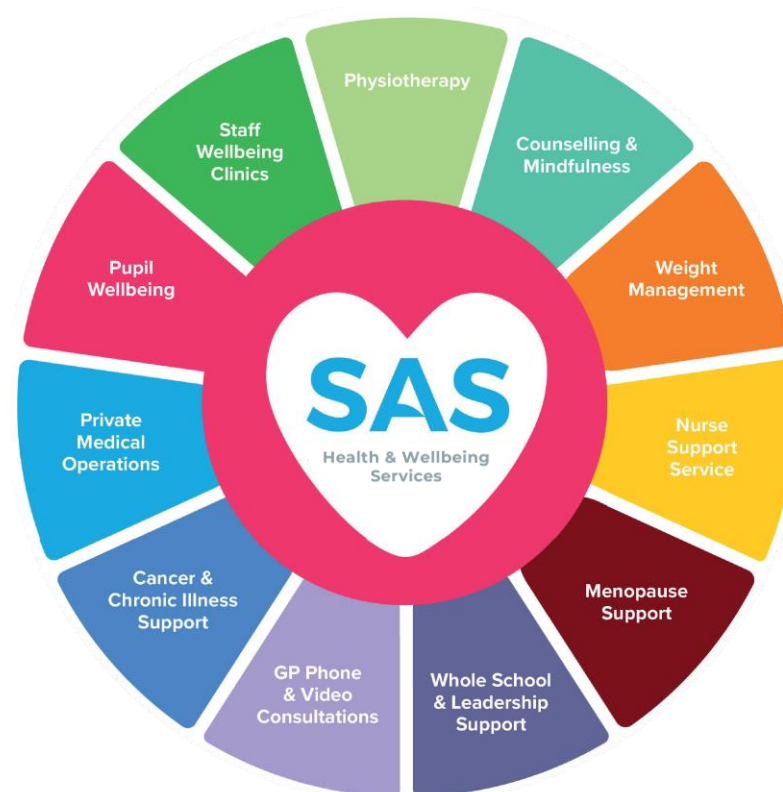 Physiotherapy
Counselling &
Mindfulness
Weight
Management
Nurse
Support
Service
Menopause
Support
Whole School
& Leadership
Support
GP Phone
& Video
Consultations
Cancer &
Chronic Illness
Support
Private
Medical
Operations
Pupil
Wellbeing
Staff
Wellbeing
Clinics
SAS
Health & Wellbeing
Services